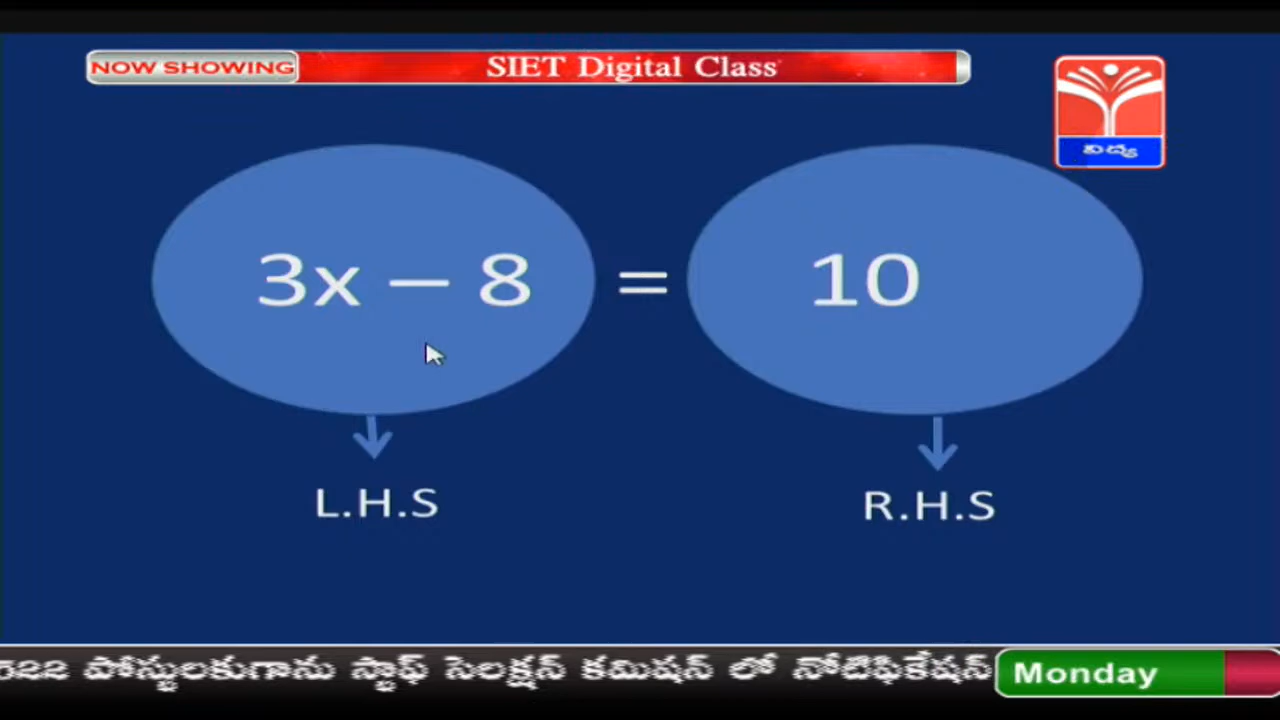 NOW SHOWING
SIET Digital Class
విద్య
3x – 8 = 10
L.H.S
R.H.S
పోస్టులకుగాను స్టాఫ్ సెలక్షన్ కమిషన్ లో నోటిఫికేషన్
Monday